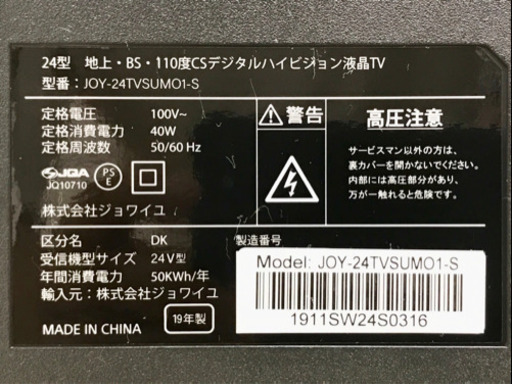 24型 地上・BS・110度CSデジタルハイビジョン液晶TV
型番： JOY-24TVSUMO1-S
定格電圧 100V~
定格消費電力 40W
定格周波数 50/60 Hz
JQA
JQ10710
PS
E
株式会社ジョワイユ
警告
高圧注意
サービスマン以外の方は、
裏カバーを開かないでください。
内部には高圧部分があり、
万が一触れると危険です。
区分名 DK
受信機型サイズ 24V型
年間消費電力 50KWh/年
輸入元：株式会社ジョワイユ
MADE IN CHINA
19年製
製造番号
Model: JOY-24TVSUMO1-S
1911SW24S0316